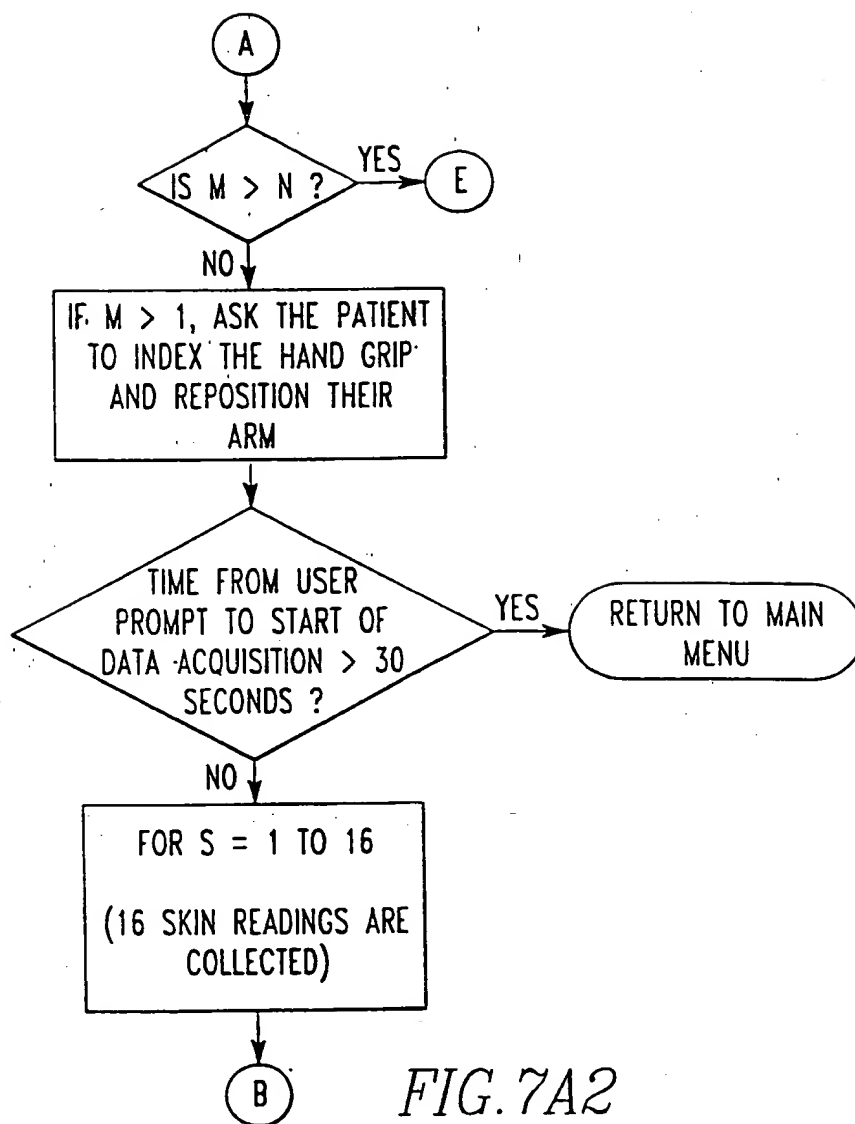 A
IS M > N ?
YES
E
NO
IF M > 1, ASK THE PATIENT
TO INDEX THE HAND GRIP
AND REPOSITION THEIR
ARM
TIME FROM USER
PROMPT TO START OF
DATA ACQUISITION > 30
SECONDS ?
YES
RETURN TO MAIN
MENU
NO
FOR S = 1 TO 16
(16 SKIN READINGS ARE
COLLECTED)
B
FIG. 7A2